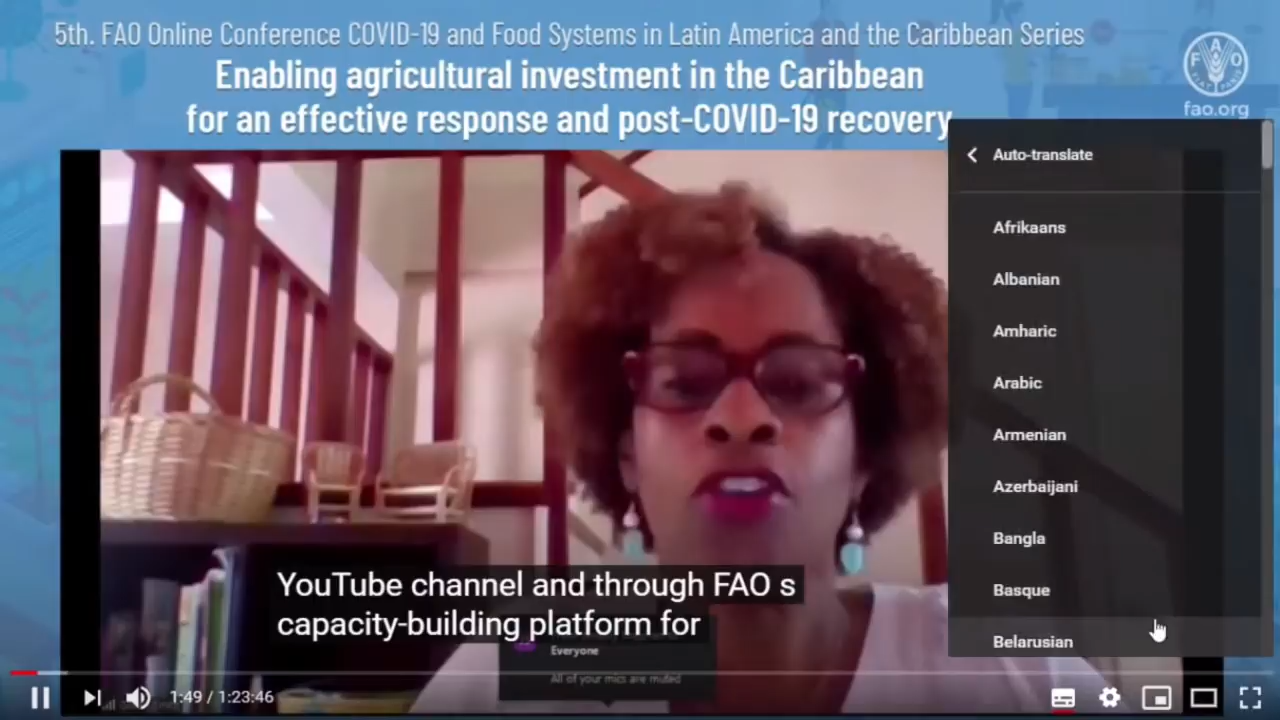 5th. FAO Online Conference COVID-19 and Food Systems in Latin America and the Caribbean Series
Enabling agricultural investment in the Caribbean
for an effective response and post-COVID-19 recovery
FAO
fao.org
Auto-translate
Afrikaans
Albanian
Amharic
Arabic
Armenian
Azerbaijani
Bangla
Basque
Belarusian
YouTube channel and through FAO s
capacity-building platform for
Everyone
All of your mics are muted
1:49 / 1:23:46